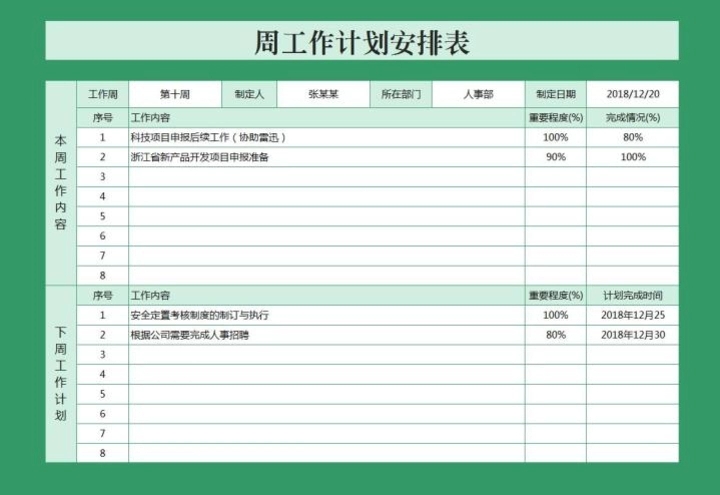 周工作计划安排表
工作周 第十周 制定人 张某某 所在部门 人事部 制定日期 2018/12/20
本周工作内容
序号 工作内容 重要程度(%) 完成情况(%)
1 科技项目申报后续工作(协助雷迅) 100% 80%
2 浙江省新产品开发项目申报准备 90% 100%
3
4
5
6
7
8
下周工作计划
序号 工作内容 重要程度(%) 计划完成时间
1 安全定置考核制度的制订与执行 100% 2018年12月25
2 根据公司需要完成人事招聘 80% 2018年12月30
3
4
5
6
7
8